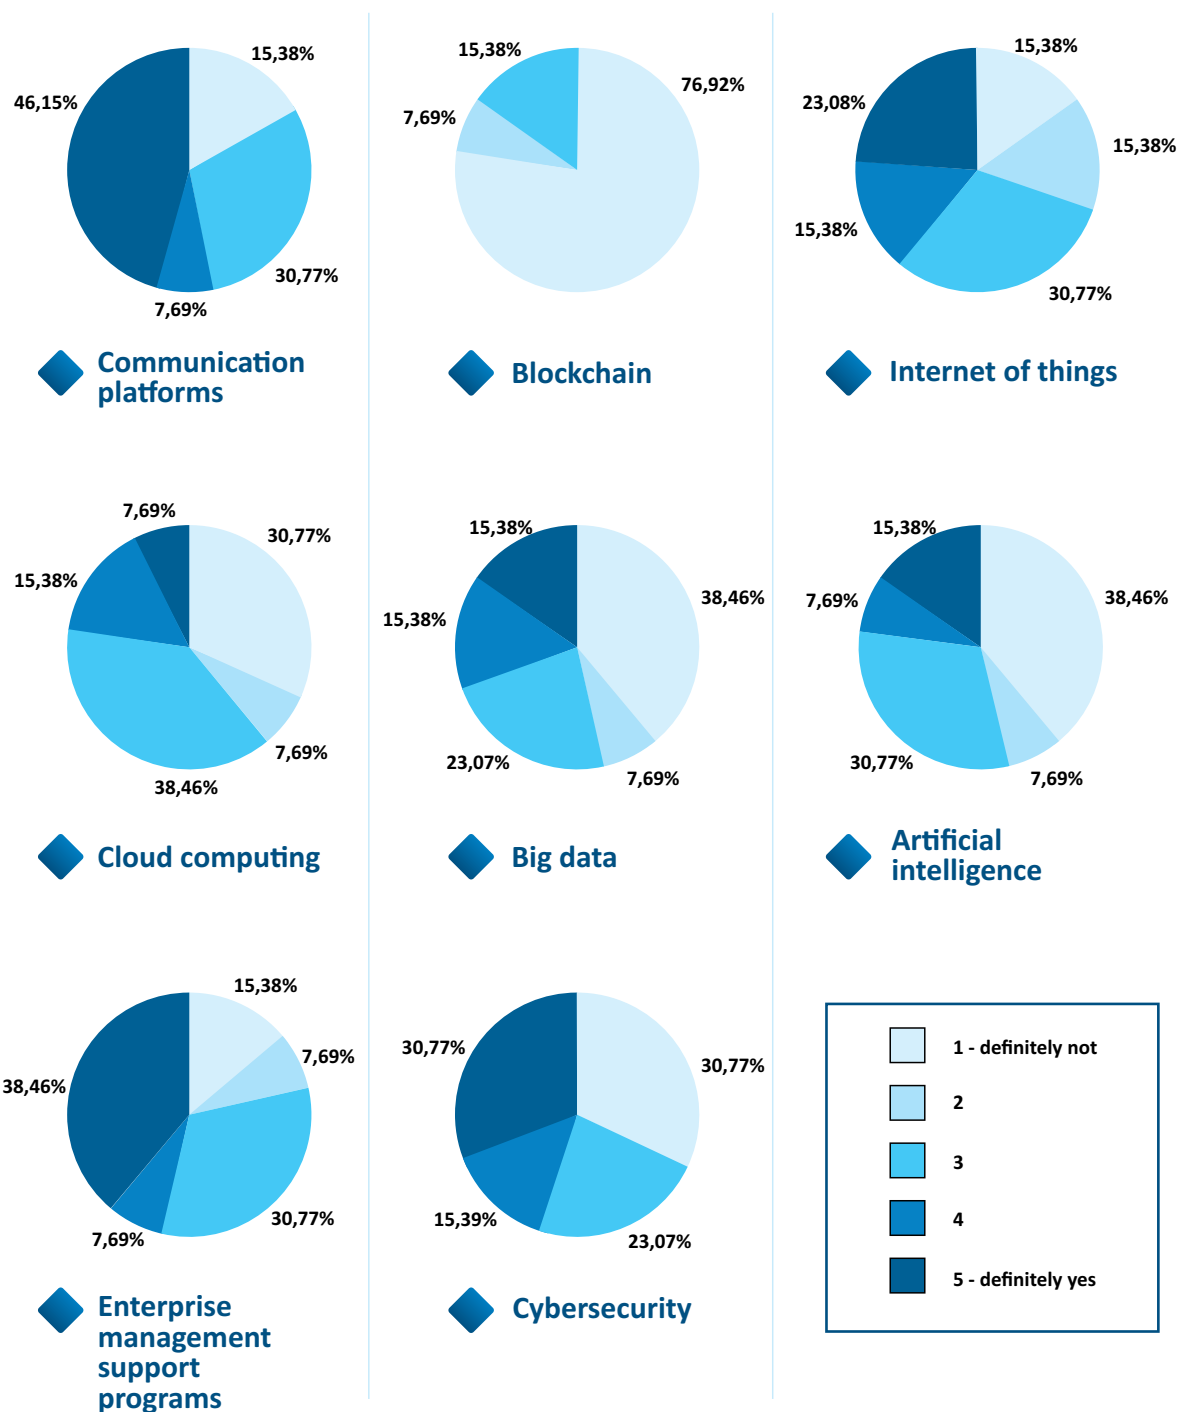 15,38%
46,15%
30,77%
7,69%
Communication
platforms
15,38%
76,92%
7,69%
Blockchain
15,38%
23,08%
15,38%
15,38%
30,77%
Internet of things
7,69%
30,77%
15,38%
7,69%
38,46%
Cloud computing
15,38%
38,46%
15,38%
23,07%
7,69%
Big data
15,38%
7,69%
38,46%
30,77%
7,69%
Artificial
intelligence
15,38%
7,69%
38,46%
30,77%
7,69%
Enterprise
management
support
programs
30,77%
30,77%
15,39%
23,07%
Cybersecurity
1 - definitely not
2
3
4
5 - definitely yes